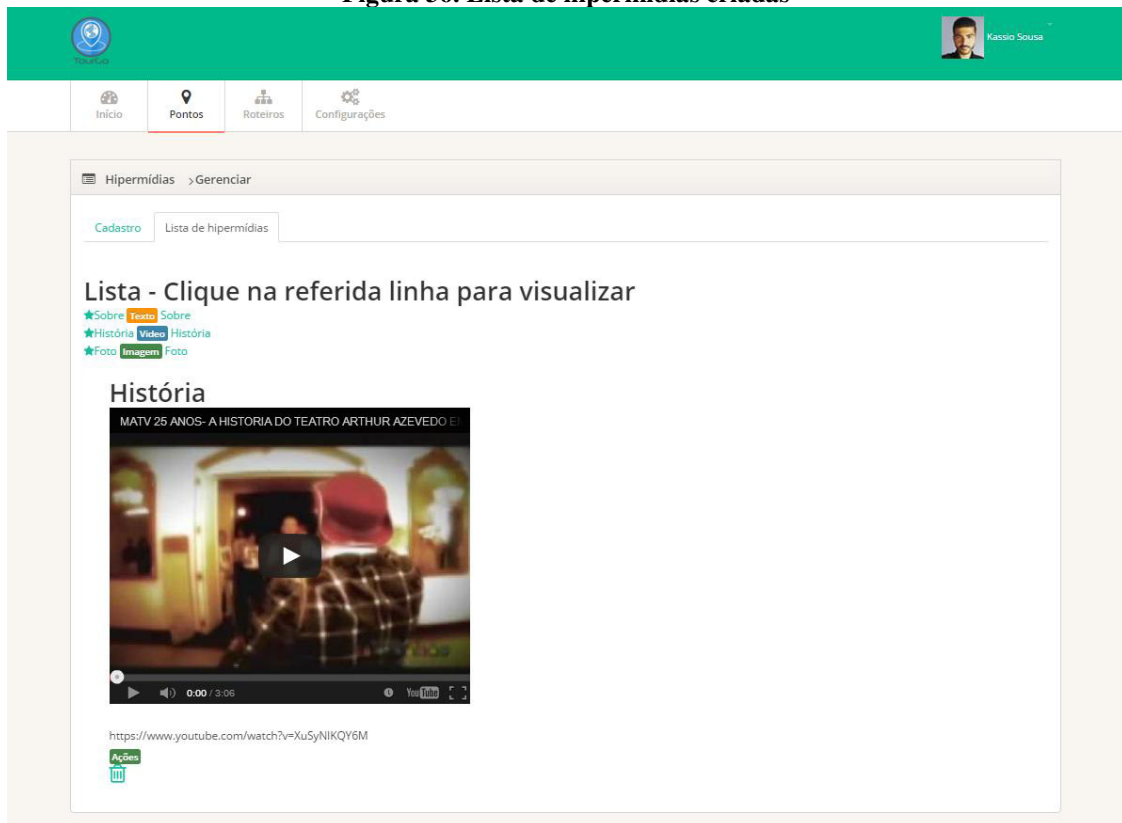 Figura 50. Lista de hipermídias criadas
TourGo
Kassio Sousa
Início
Pontos
Roteiros
Configurações
Hipermídias > Gerenciar
Cadastro
Lista de hipermídias
Lista - Clique na referida linha para visualizar
Sobre Texto Sobre
História Video História
Foto Imagem Foto
História
MATV 25 ANOS- A HISTORIA DO TEATRO ARTHUR AZEVEDO
0:00 / 3:06
YouTube
https://www.youtube.com/watch?v=XuSyNIKQY6M
Ações